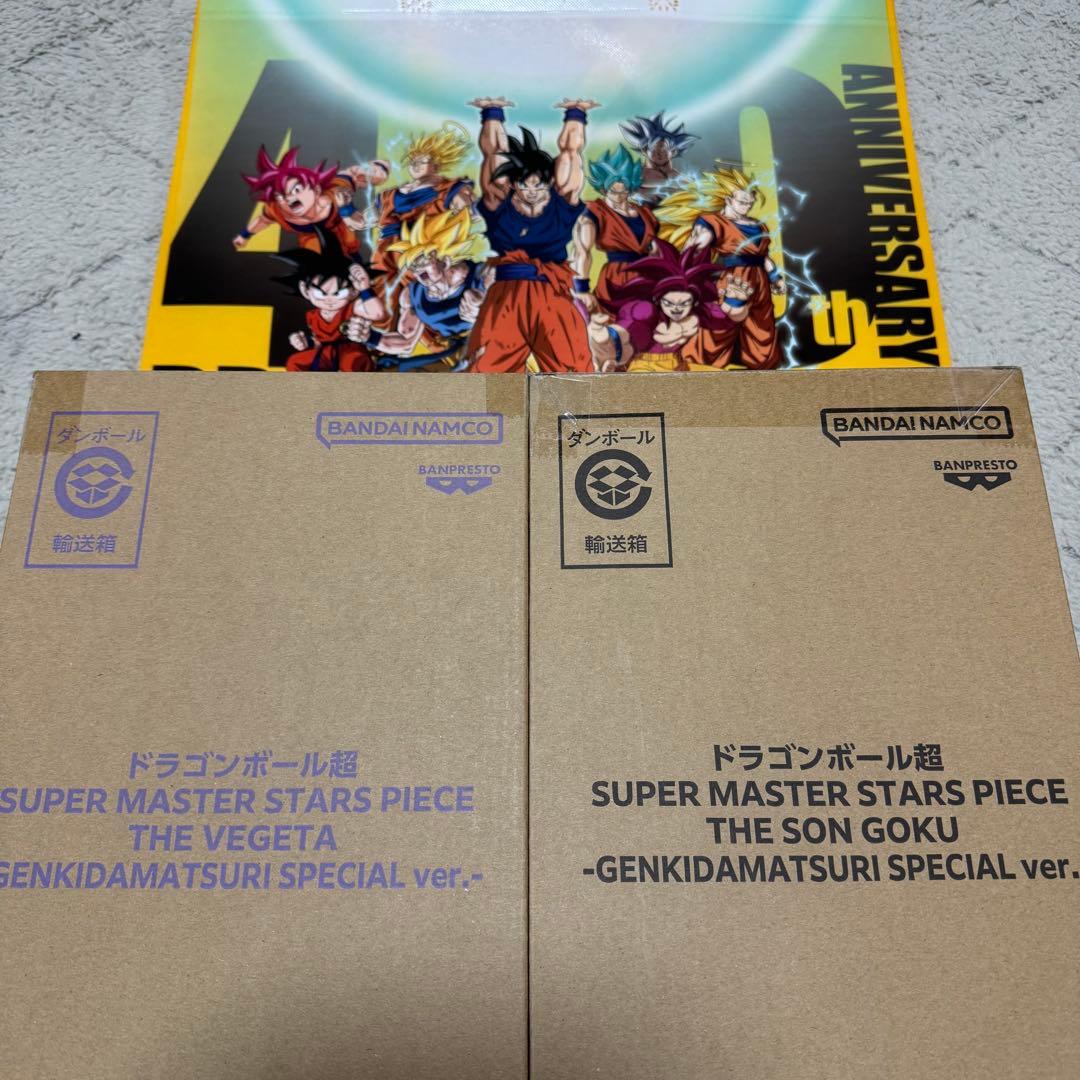 40th
ANNIVERSARY
ダンボール
輸送箱
BANDAI NAMCO
BANPRESTO
ドラゴンボール超
SUPER MASTER STARS PIECE
THE VEGETA
GENKIDAMATSURI SPECIAL ver.-
ダンボール
輸送箱
BANDAI NAMCO
BANPRESTO
ドラゴンボール超
SUPER MASTER STARS PIECE
THE SON GOKU
-GENKIDAMATSURI SPECIAL ver.